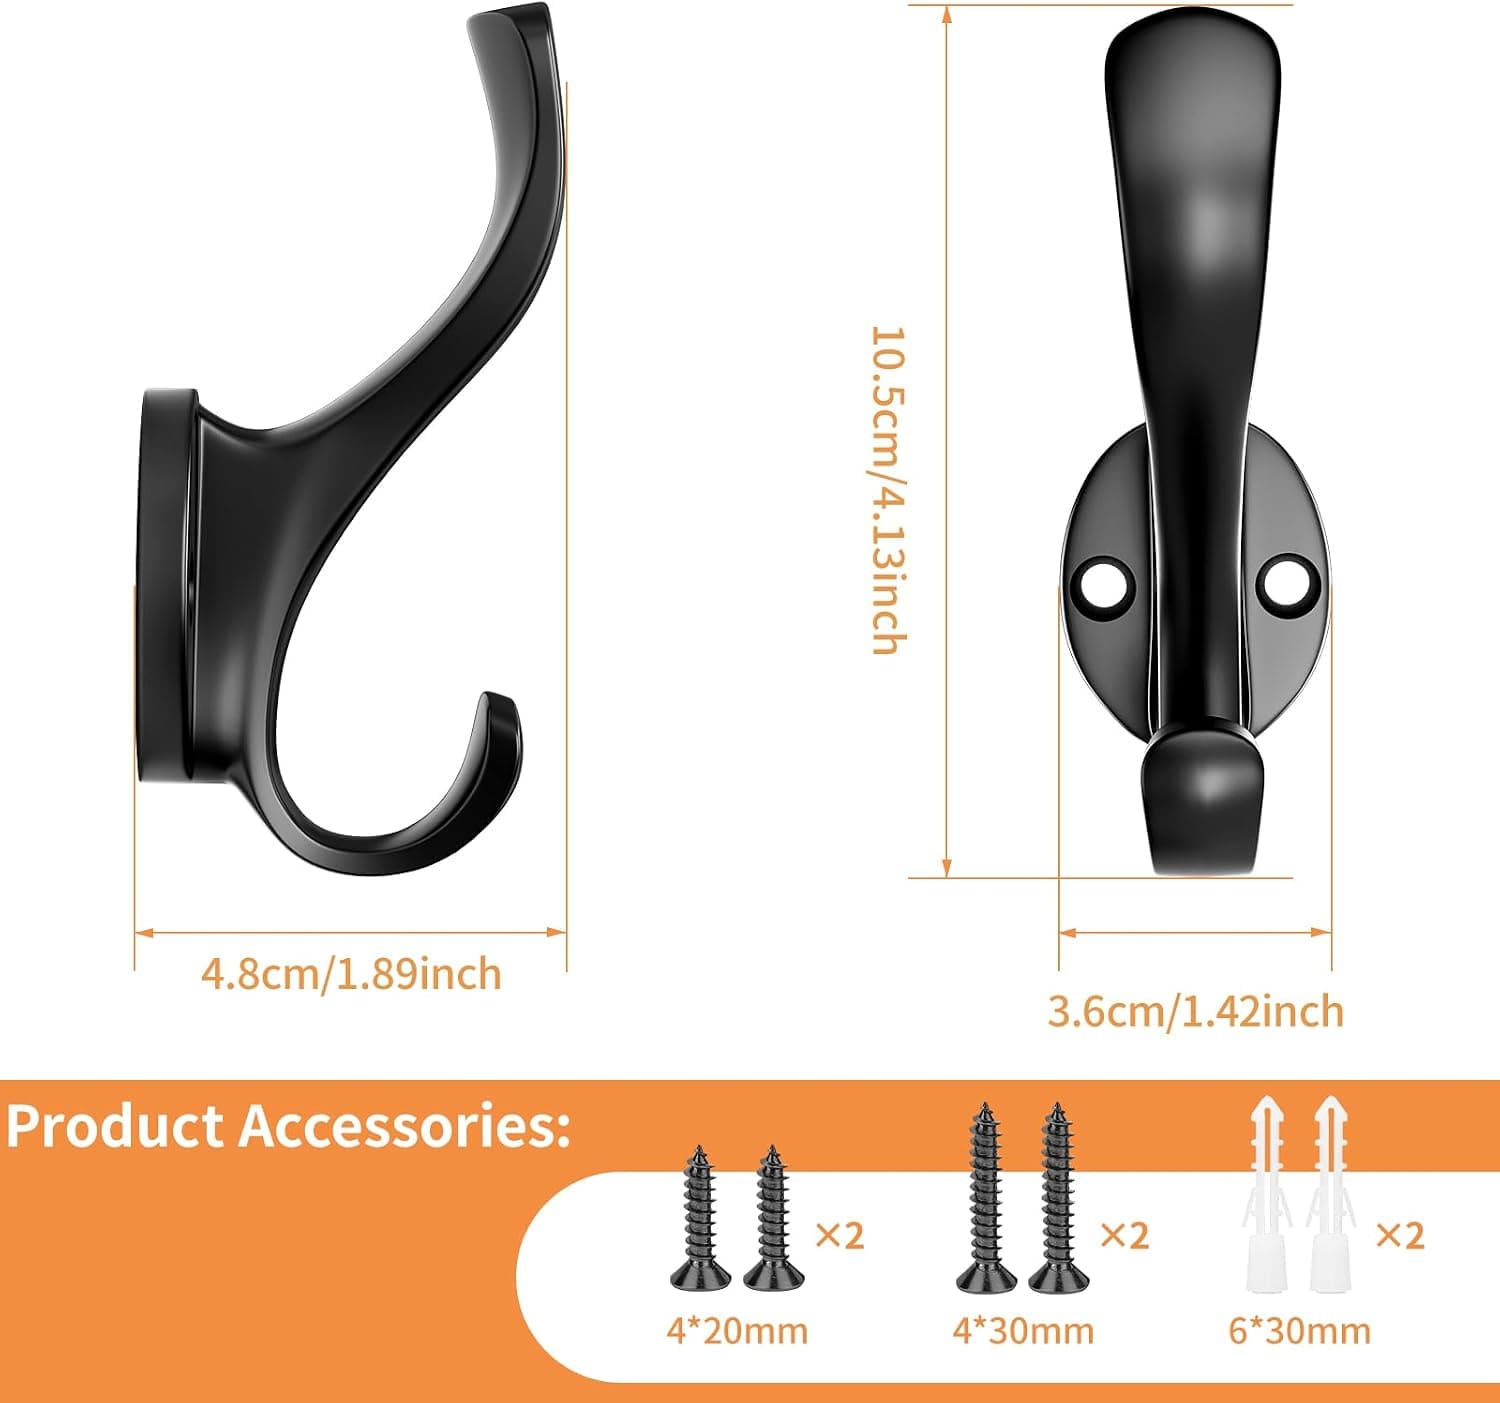 10.5cm/4.13inch
4.8cm/1.89inch
3.6cm/1.42inch
Product Accessories:
×2
×2
×2
4*20mm
4*30mm
6*30mm